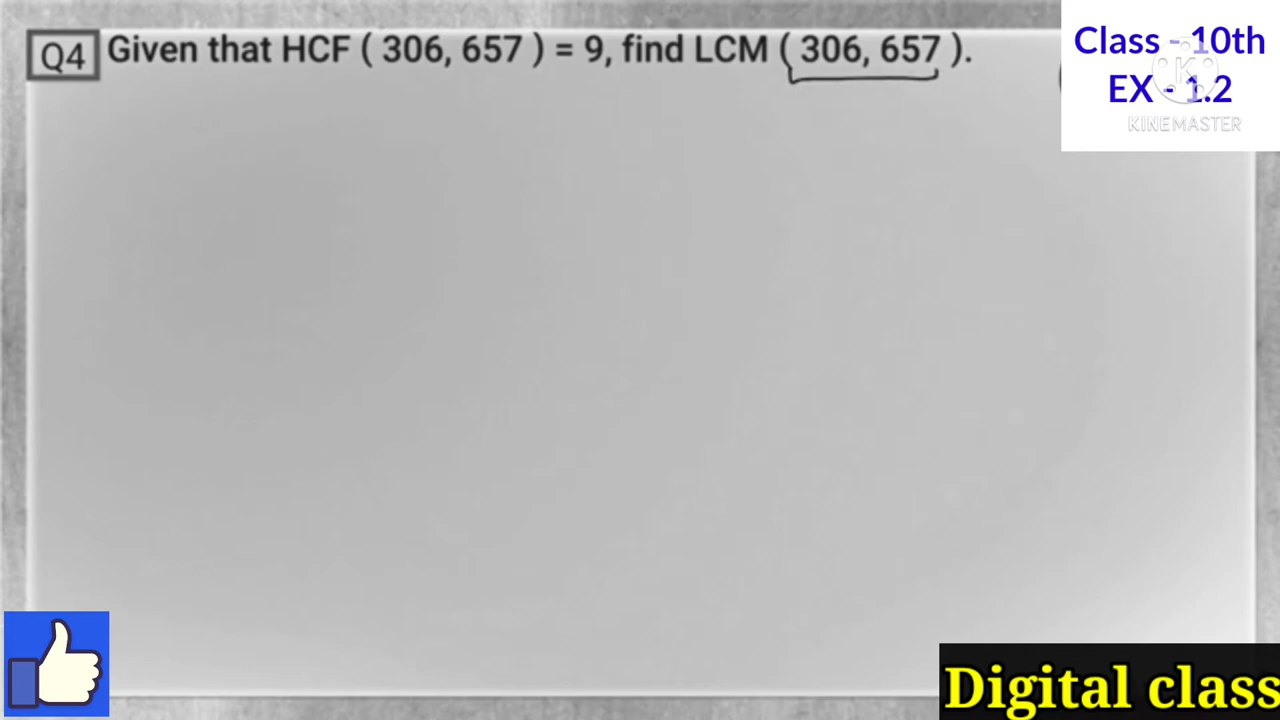 Q4 Given that HCF ( 306, 657 ) = 9, find LCM ( 306, 657 ).
Class - 10th
EX - 1.2
K
KINEMASTER
Digital class